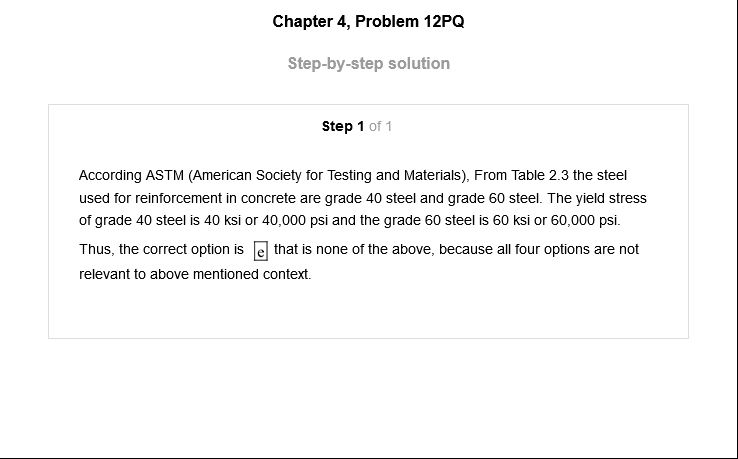 Chapter 4, Problem 12PQ
Step-by-step solution
Step 1 of 1
According ASTM (American Society for Testing and Materials), From Table 2.3 the steel
used for reinforcement in concrete are grade 40 steel and grade 60 steel. The yield stress
of grade 40 steel is 40 ksi or 40,000 psi and the grade 60 steel is 60 ksi or 60,000 psi.
Thus, the correct option is e that is none of the above, because all four options are not
relevant to above mentioned context.